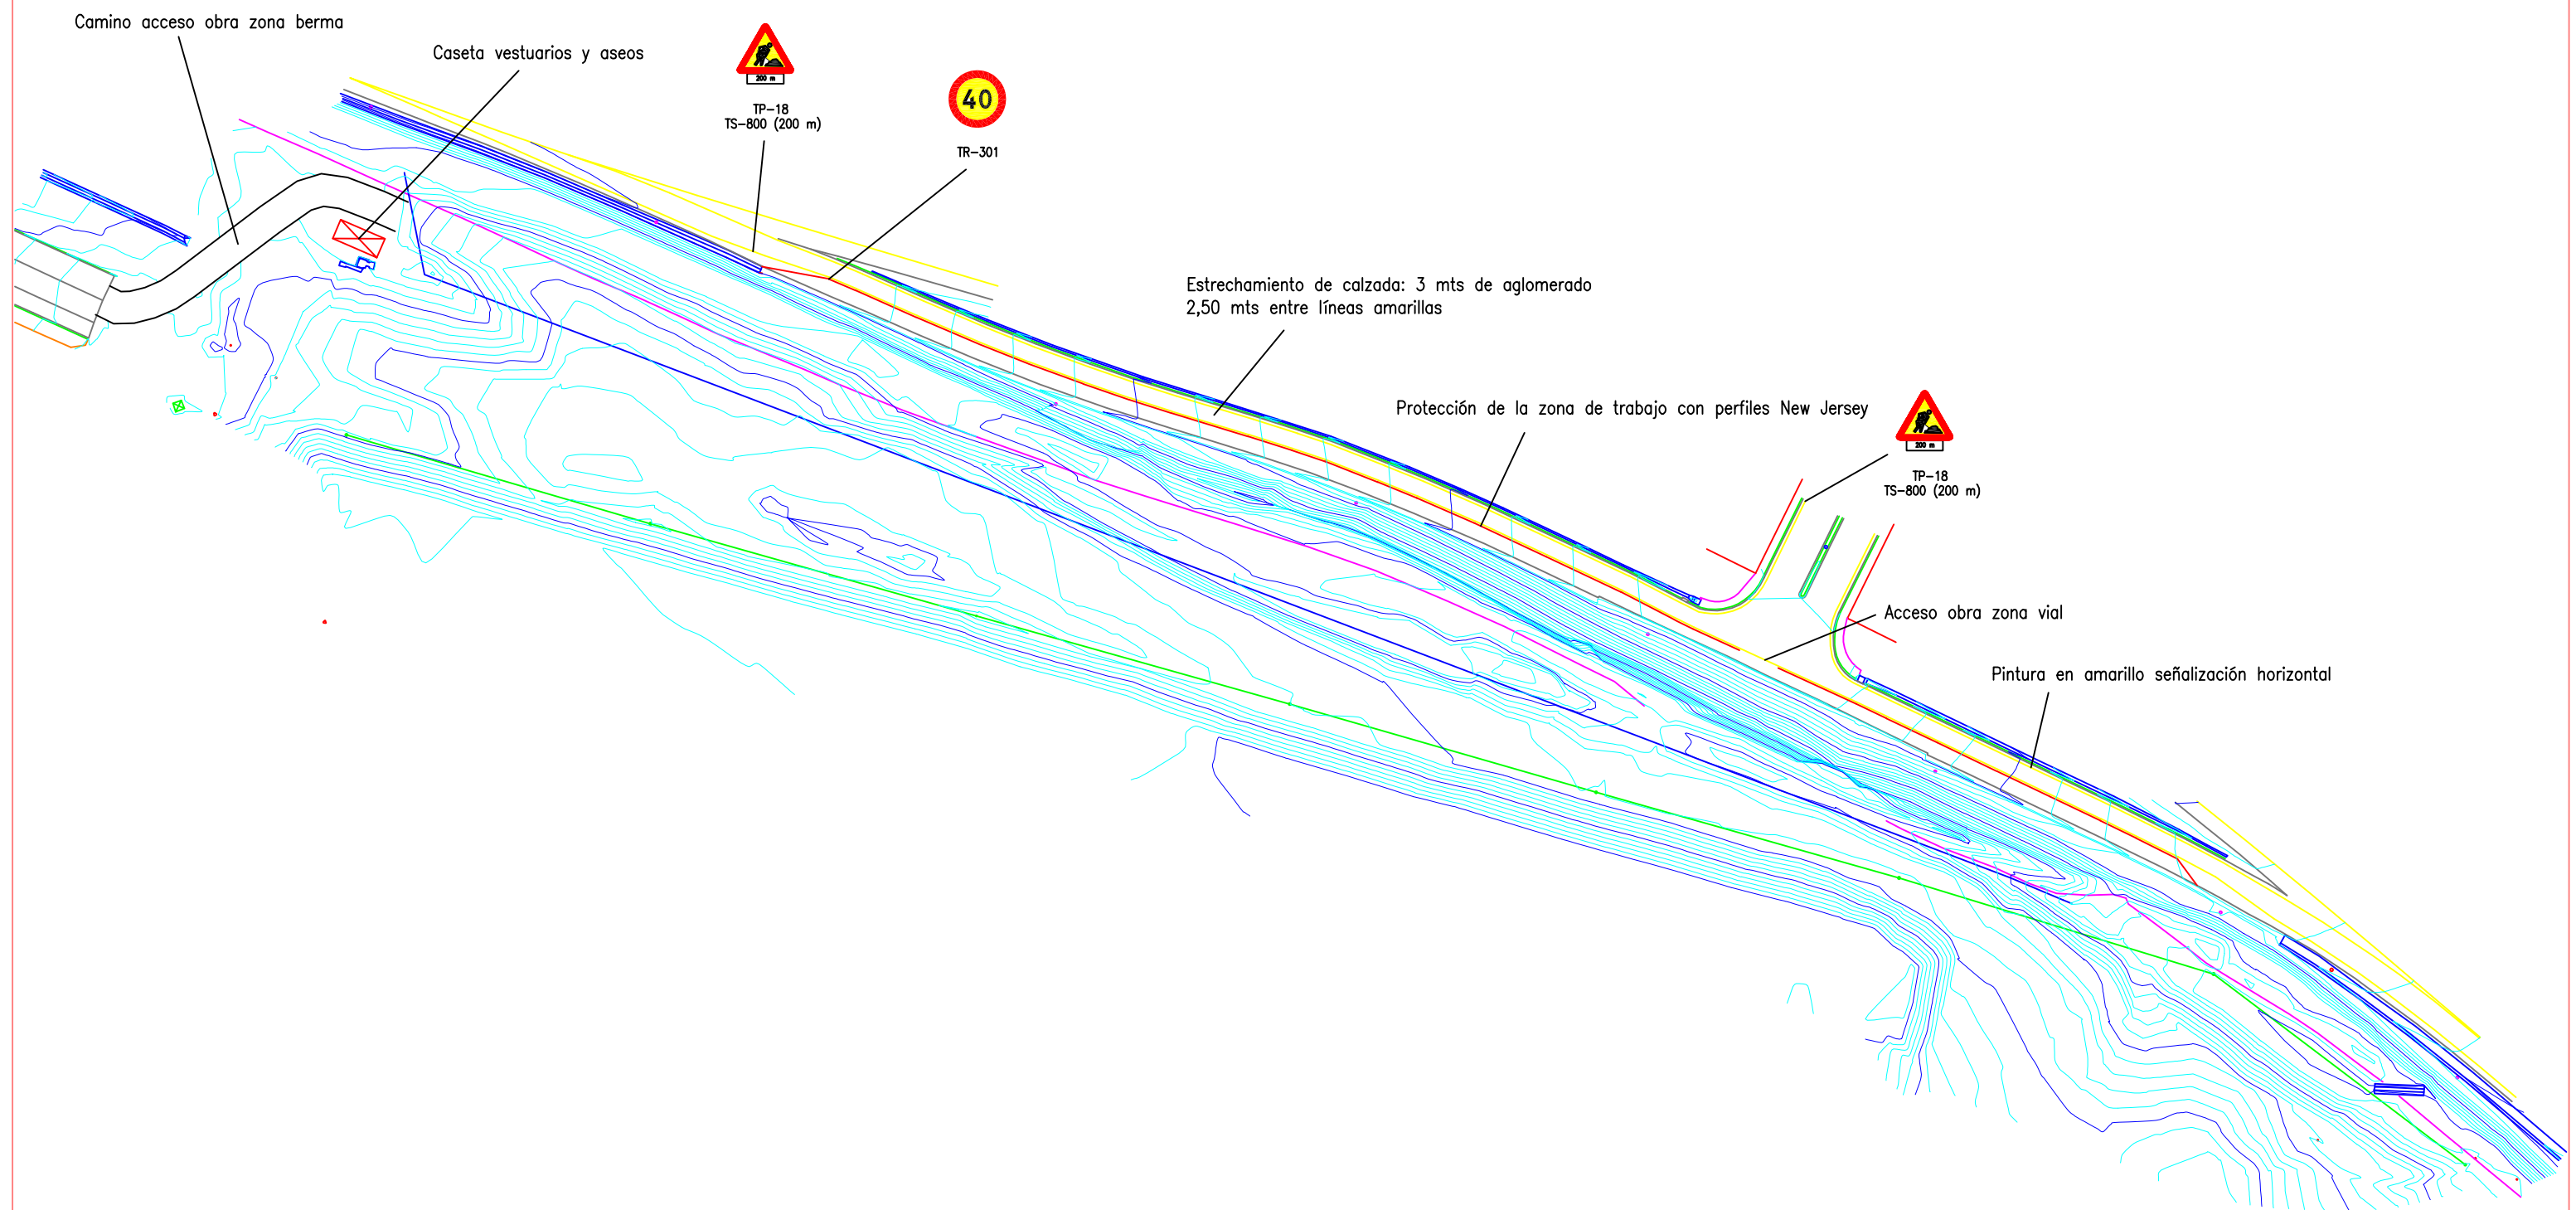 Camino acceso obra zona berma
Caseta vestuarios y aseos
200 m
TP-18
TS-800 (200 m)
40
TR-301
Estrechamiento de calzada: 3 mts de aglomerado
2,50 mts entre líneas amarillas
Protección de la zona de trabajo con perfiles New Jersey
200 m
TP-18
TS-800 (200 m)
Acceso obra zona vial
Pintura en amarillo señalización horizontal